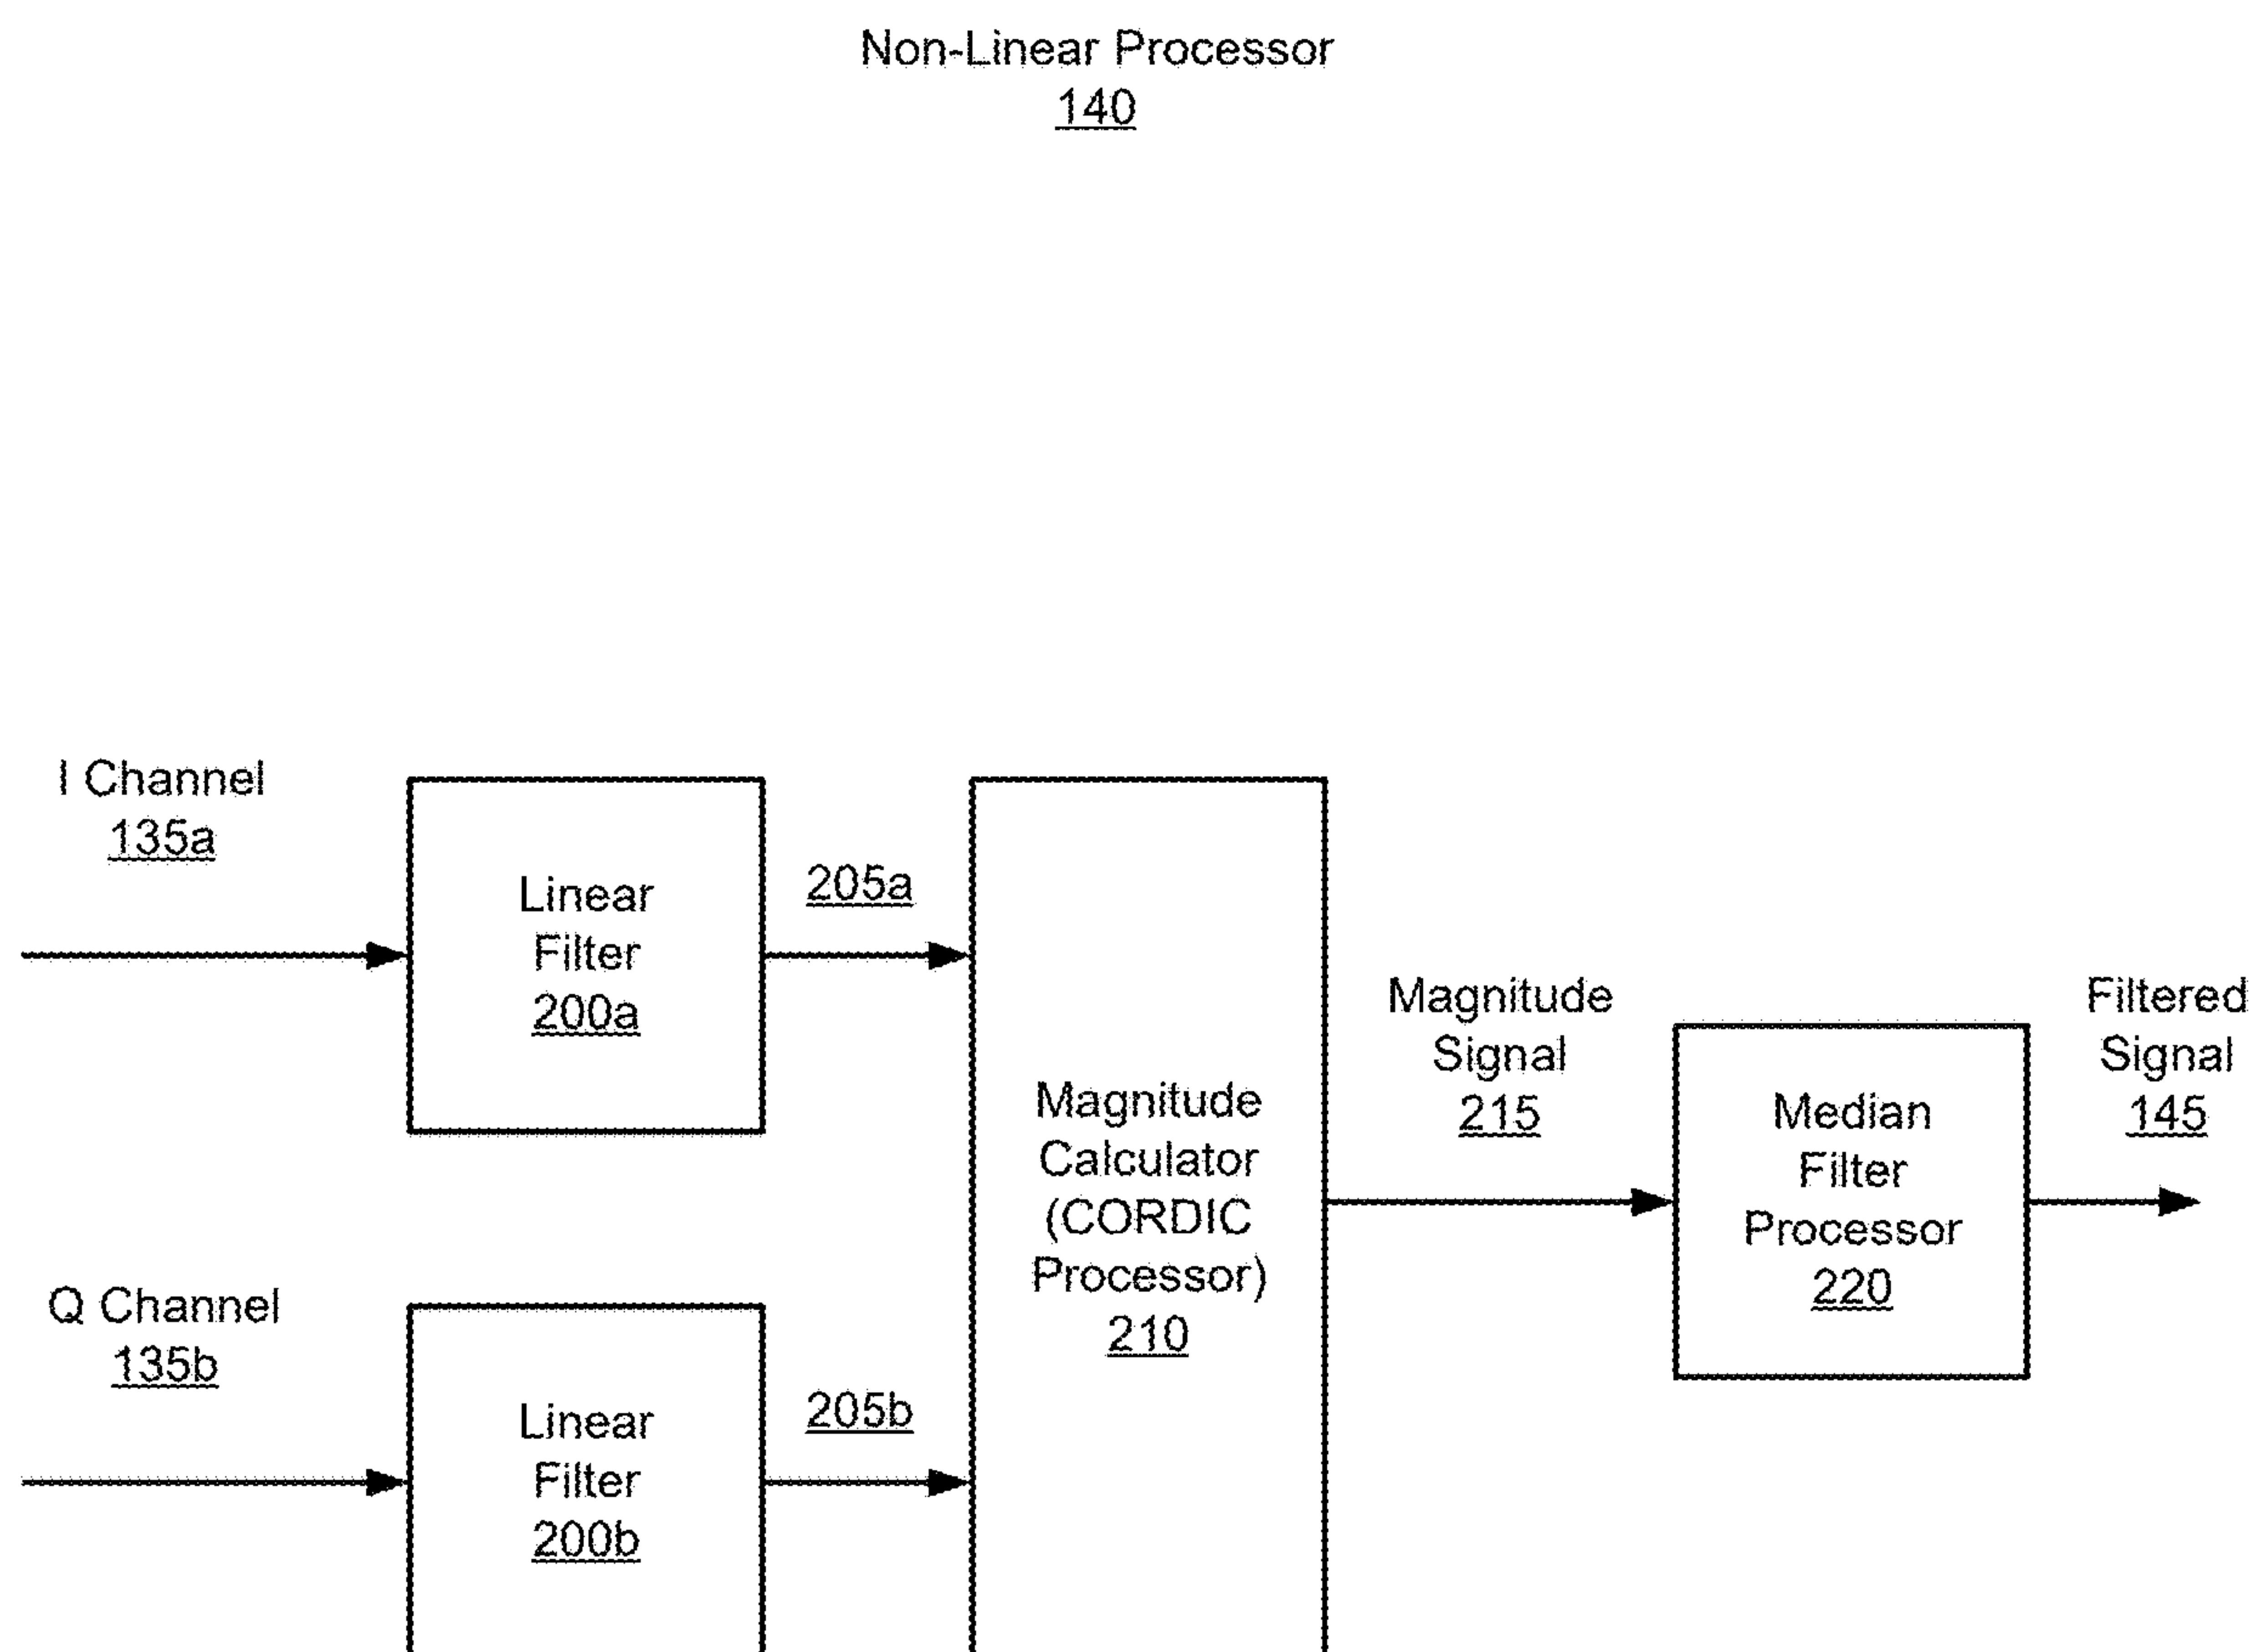 Non-Linear Processor
140
I Channel
135a
Linear
Filter
200a
205a
Q Channel
135b
Linear
Filter
200b
205b
Magnitude
Calculator
(CORDIC
Processor)
210
Magnitude
Signal
215
Median
Filter
Processor
220
Filtered
Signal
145